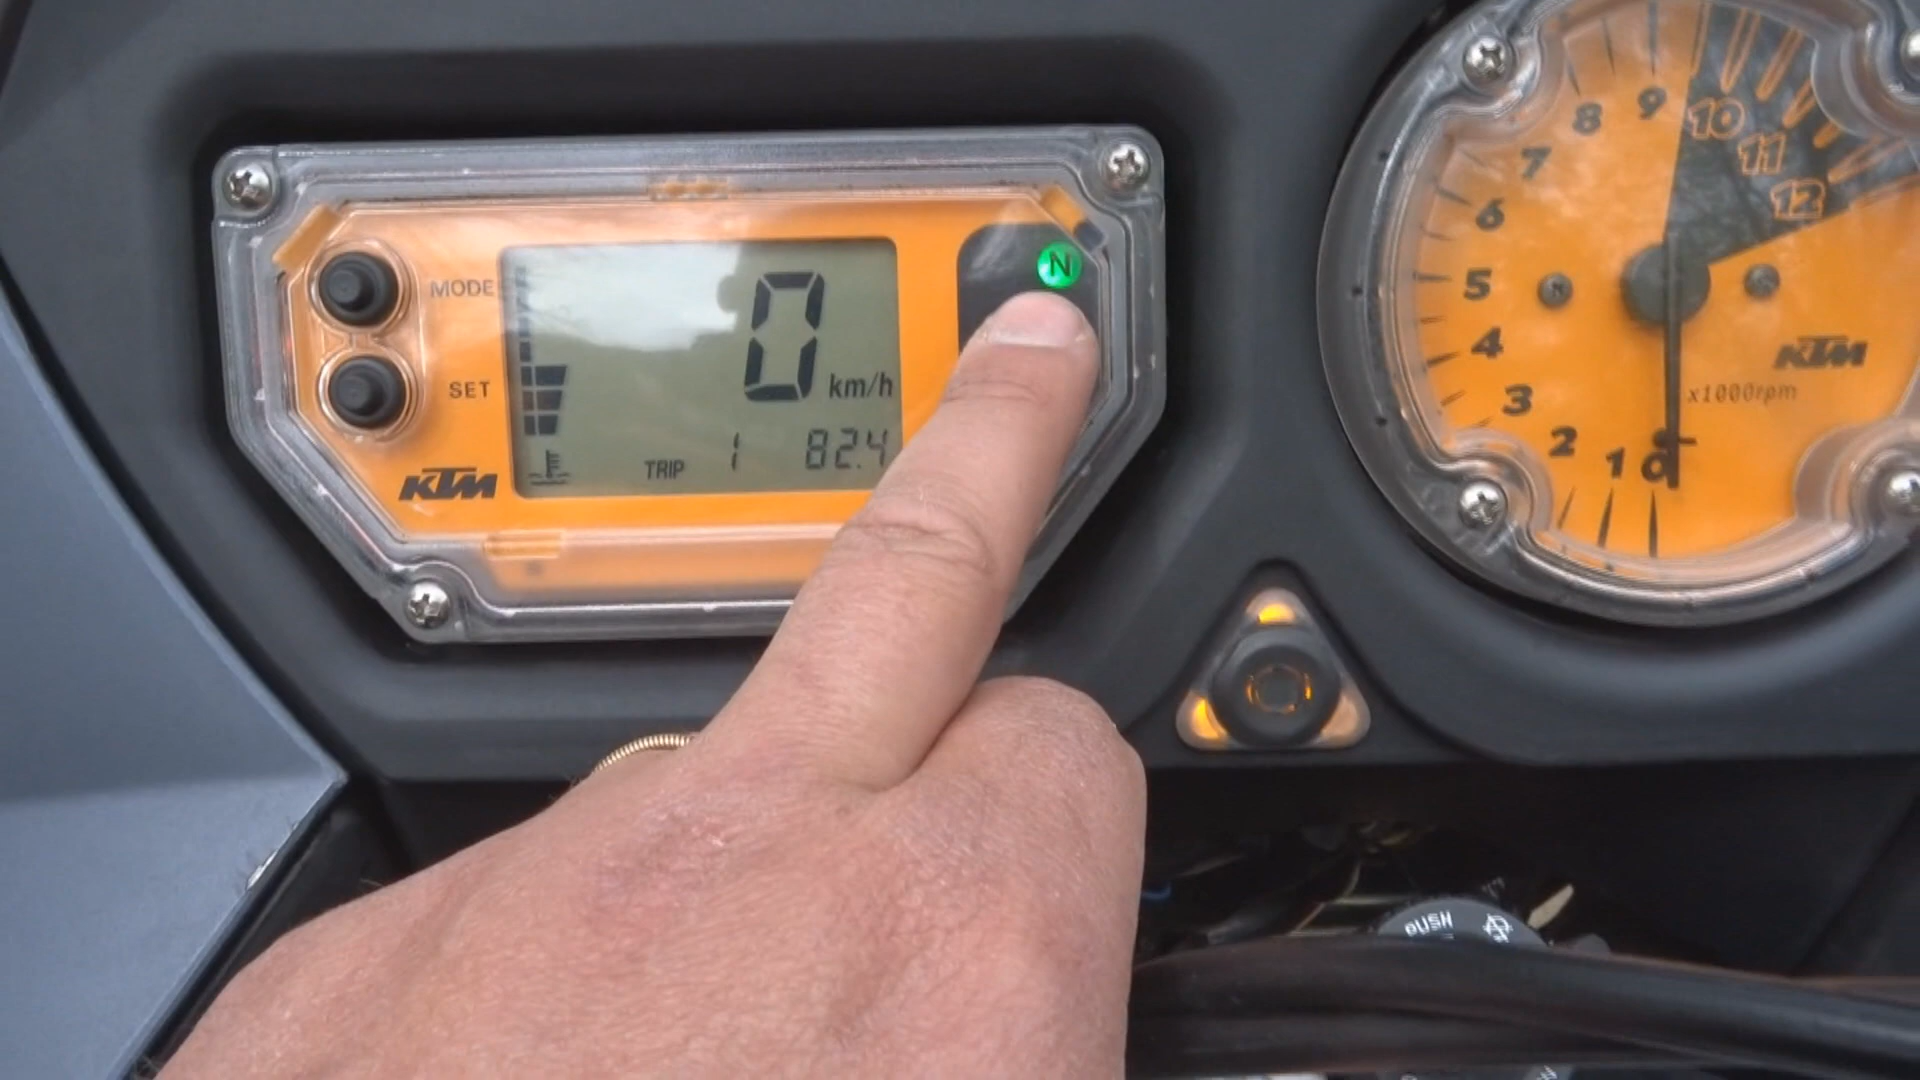 MODE
SET
KTM
0 km/h
TRIP 1 82.4
N
0
1
2
3
4
5
6
7
8
9
10
11
12
KTM
x1000rpm
PUSH